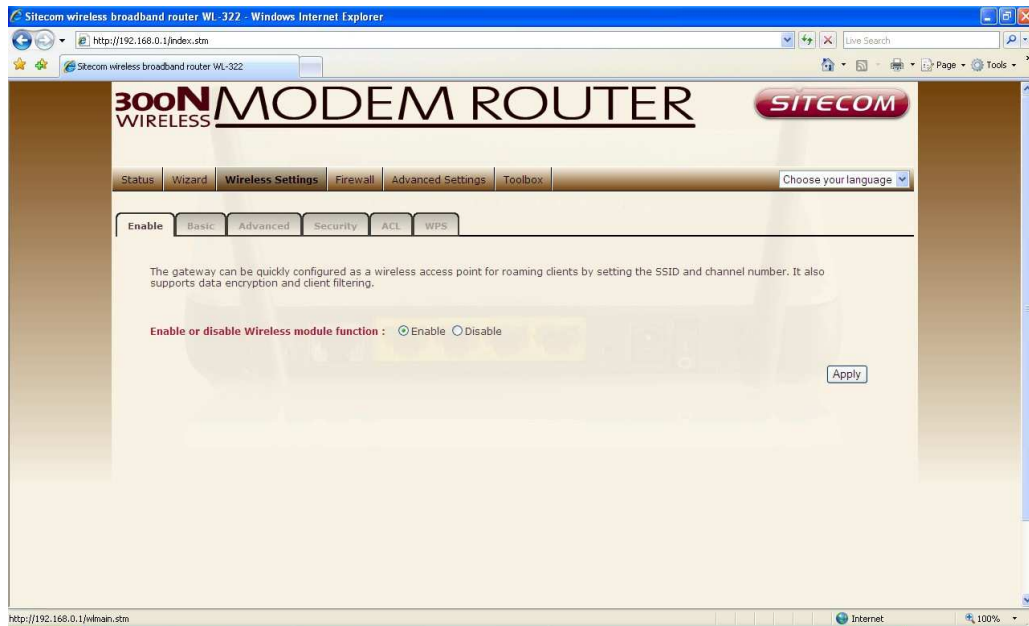 Sitecom wireless broadband router WL-322 - Windows Internet Explorer
http://192.168.0.1/index.stm
Live Search
Sitecom wireless broadband router WL-322
Page
Tools
300N
WIRELESS
MODEM ROUTER
SITECOM
Status Wizard Wireless Settings Firewall Advanced Settings Toolbox
Choose your language
Enable Basic Advanced Security ACL WPS
The gateway can be quickly configured as a wireless access point for roaming clients by setting the SSID and channel number. It also
supports data encryption and client filtering.
Enable or disable Wireless module function : Enable Disable
Apply
http://192.168.0.1/wlmain.stm
Internet
100%